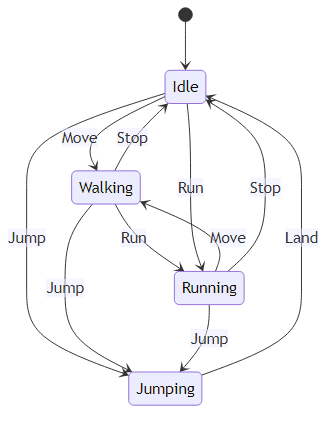 Idle
Move
Stop
Walking
Run
Stop
Jump
Run
Move
Land
Jump
Running
Jump
Jumping